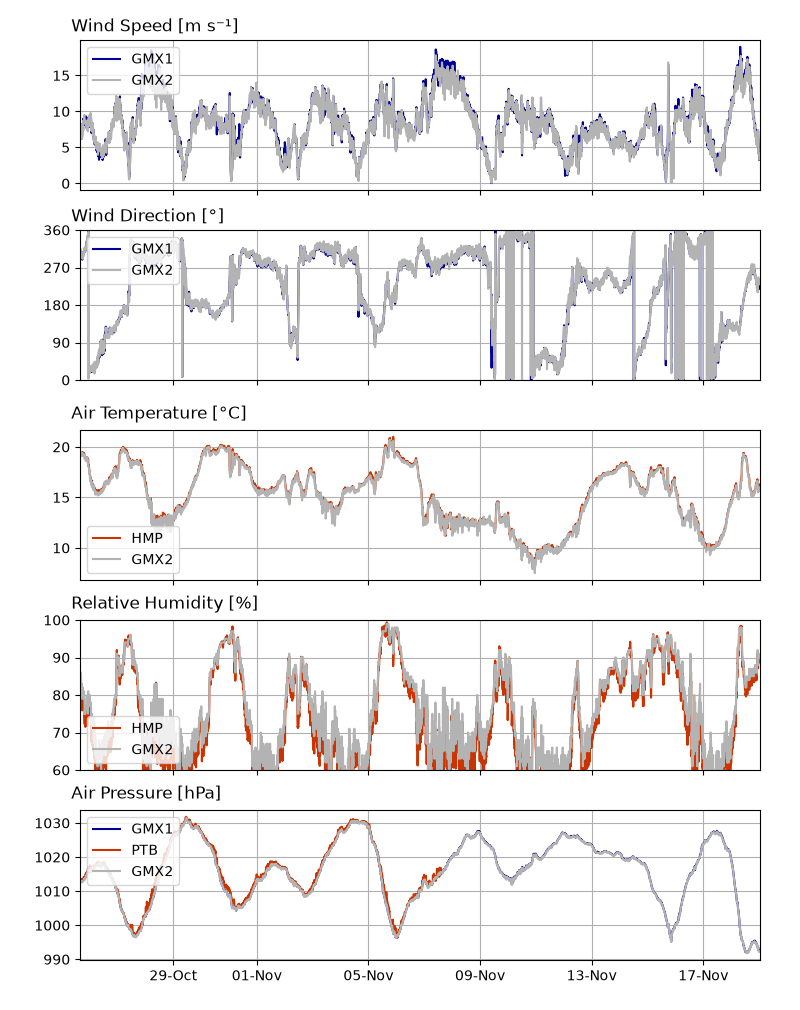 Wind Speed [m s⁻¹]
GMX1
GMX2
15
10
5
0
Wind Direction [°]
GMX1
GMX2
360
270
180
90
0
Air Temperature [°C]
20
15
10
HMP
GMX2
Relative Humidity [%]
100
90
80
70
60
HMP
GMX2
Air Pressure [hPa]
GMX1
PTB
GMX2
1030
1020
1010
1000
990
29-Oct 01-Nov 05-Nov 09-Nov 13-Nov 17-Nov